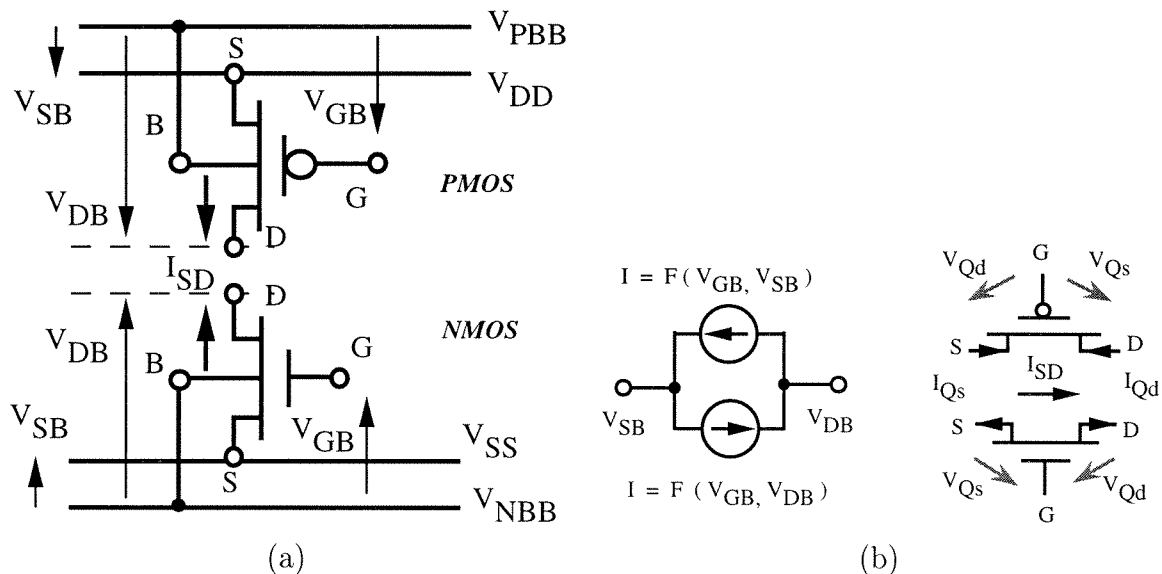 V_PBB
S
V_DD
V_SB
V_GB
B
G
PMOS
V_DB
D
I_SD
D
NMOS
V_DB
G
B
V_SB
V_GB
V_SS
S
V_NBB
(a)
I = F ( V_GB, V_SB )
V_SB
V_DB
I = F ( V_GB, V_DB )
G
V_Qd
V_Qs
S
D
I_SD
I_Qs
I_Qd
S
D
V_Qs
V_Qd
G
(b)